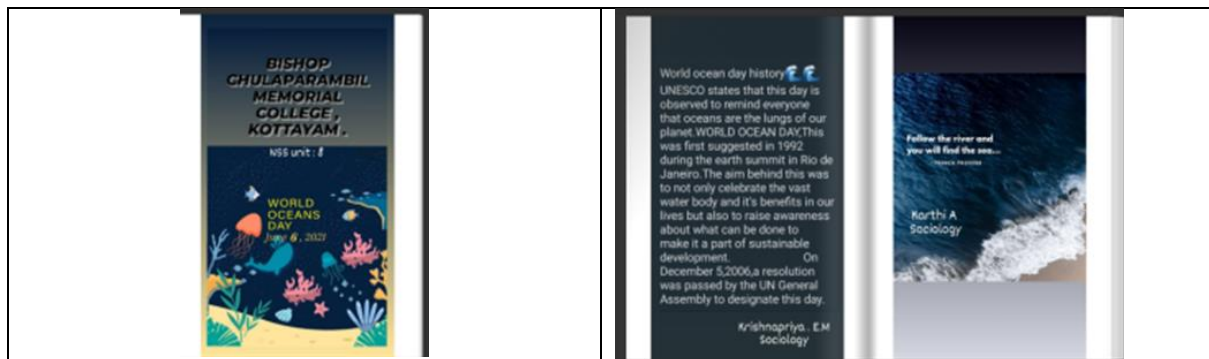 BISHOP
CHULAPARAMBIL
MEMORIAL
COLLEGE,
KOTTAYAM.
NSS unit : 8
WORLD
OCEANS
DAY
June 6, 2021
World ocean day history🌊🌊
UNESCO states that this day is
observed to remind everyone
that oceans are the lungs of our
planet.WORLD OCEAN DAY,This
was first suggested in 1992
during the earth summit in Rio de
Janeiro.The aim behind this was
to not only celebrate the vast
water body and it's benefits in our
lives but also to raise awareness
about what can be done to
make it a part of sustainable
development. On
December 5,2006,a resolution
was passed by the UN General
Assembly to designate this day.
Krishnapriya.. E.M
Sociology
Follow the river and
you will find the sea...
Karthi A
Sociology